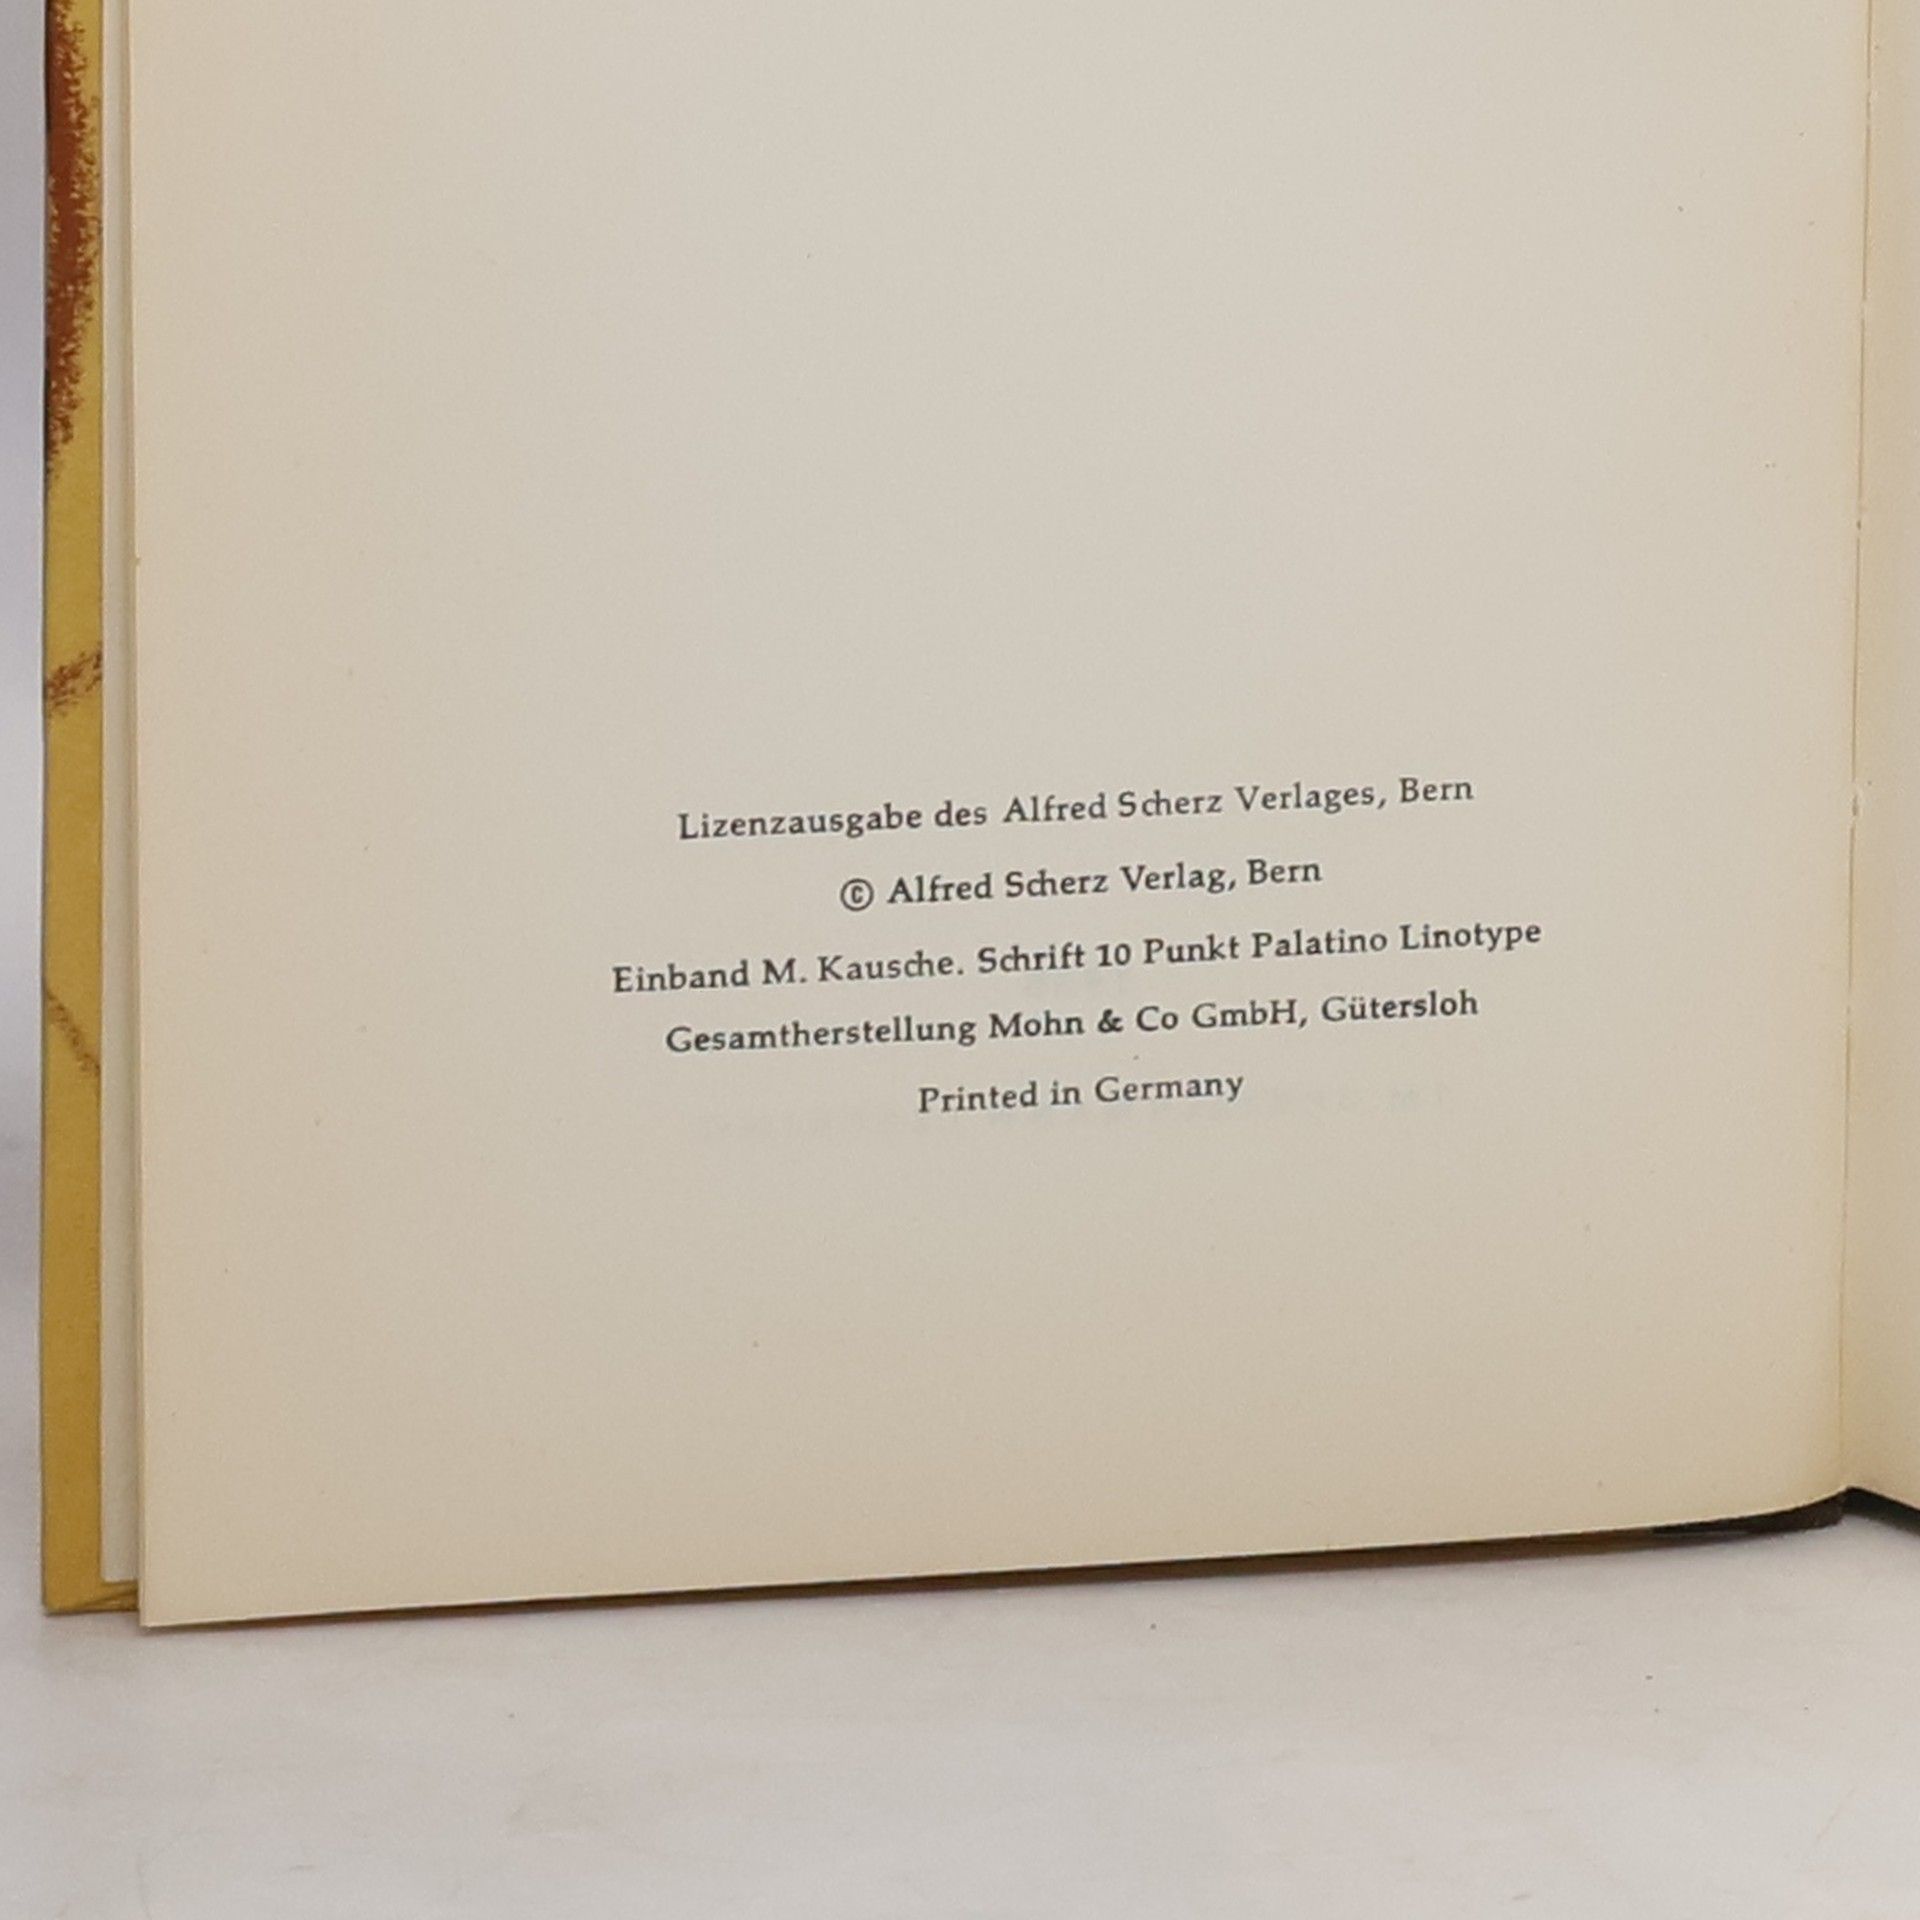 Lizenzausgabe des Alfred Scherz Verlages, Bern
© Alfred Scherz Verlag, Bern
Einband M. Kausche. Schrift 10 Punkt Palatino Linotype
Gesamtherstellung Mohn & Co GmbH, Gütersloh
Printed in Germany